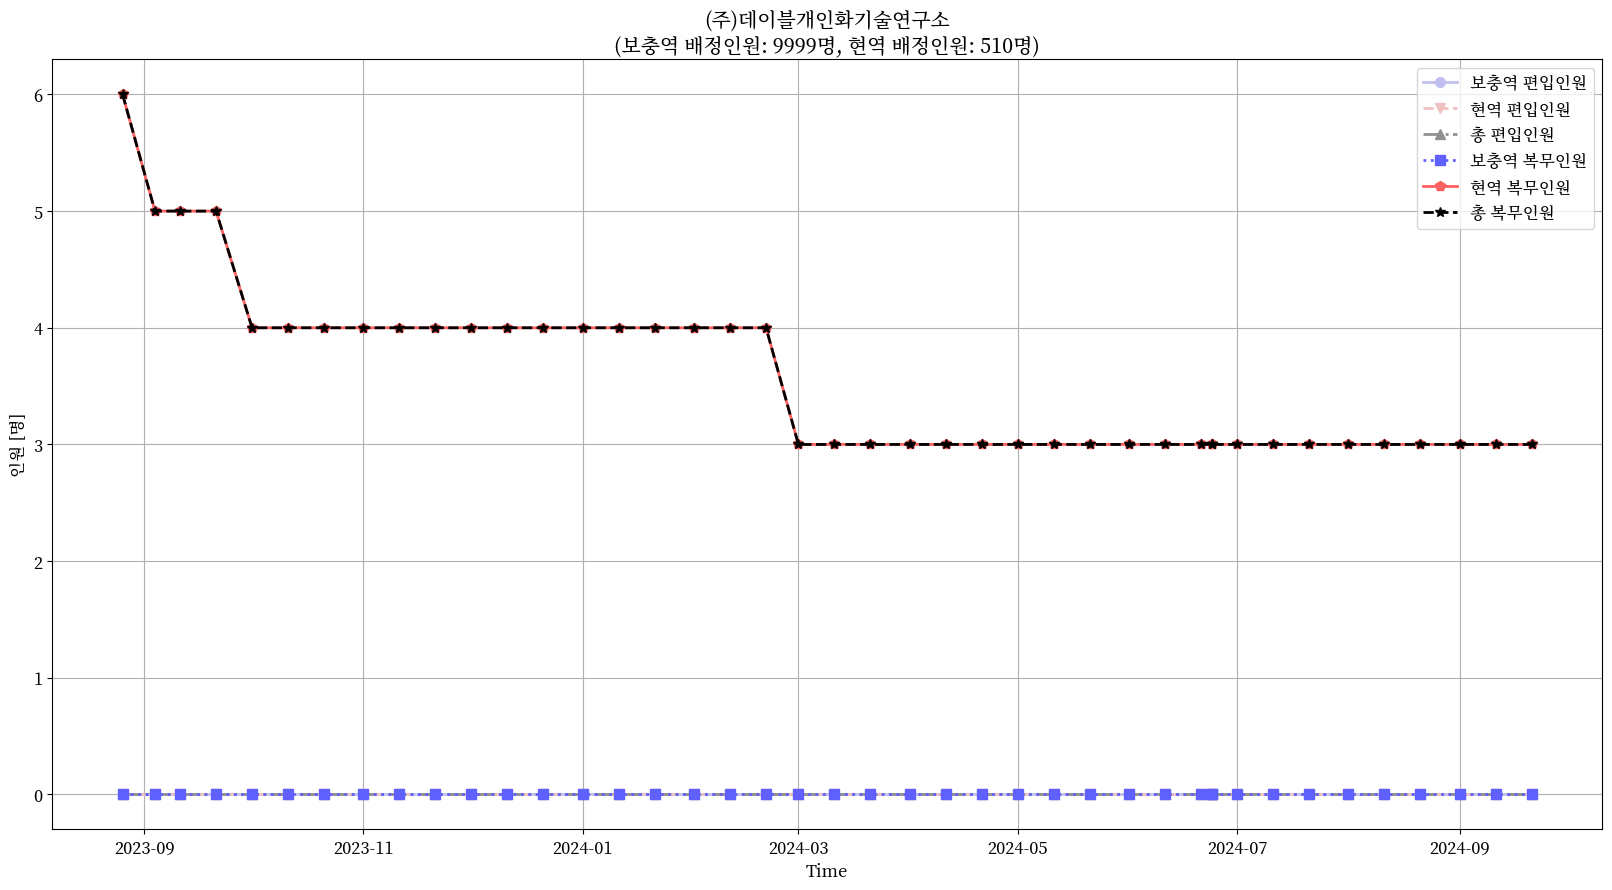 (주)데이블개인화기술연구소
(보충역 배정인원: 9999명, 현역 배정인원: 510명)
보충역 편입인원
현역 편입인원
총 편입인원
보충역 복무인원
현역 복무인원
총 복무인원
인원 [명]
6
5
4
3
2
1
0
2023-09
2023-11
2024-01
2024-03
2024-05
2024-07
2024-09
Time